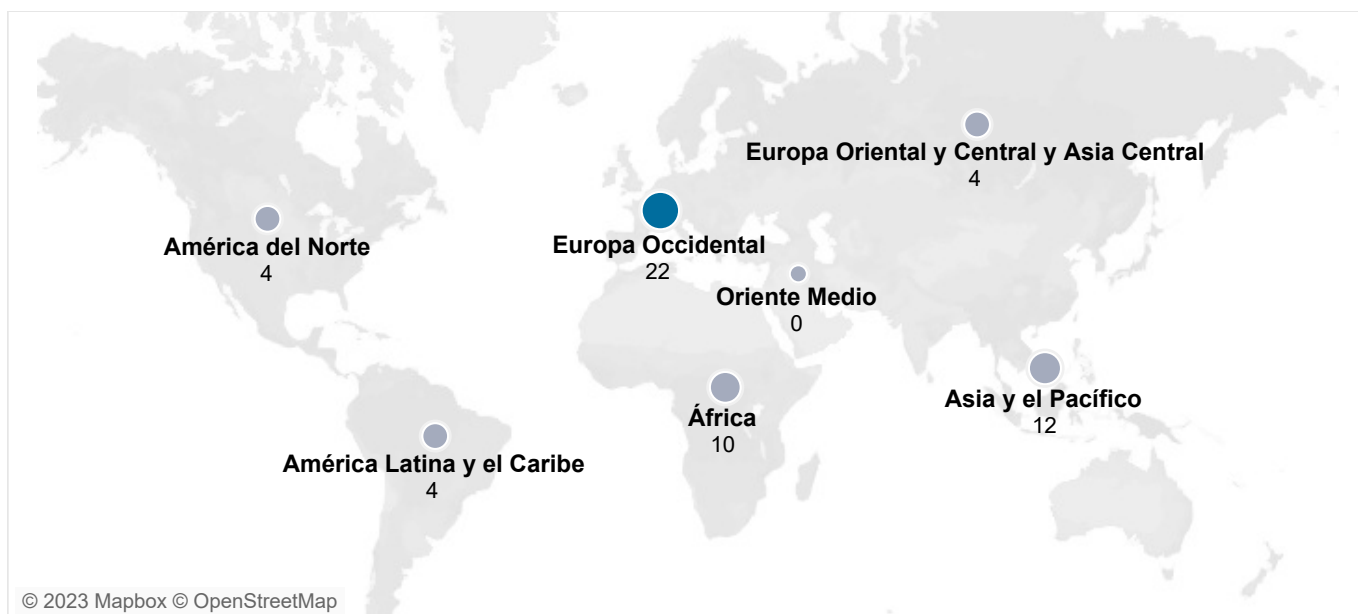 Europa Oriental y Central y Asia Central
4
América del Norte
4
Europa Occidental
22
Oriente Medio
0
Asia y el Pacífico
12
África
10
América Latina y el Caribe
4
© 2023 Mapbox © OpenStreetMap